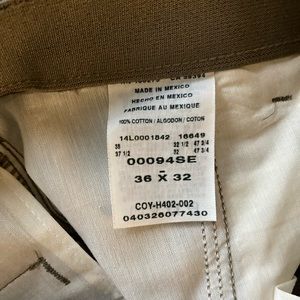 MADE IN MEXICO
HECHO EN MEXICO
FABRIQUE AU MEXIQUE
100% COTTON / ALGODON / COTON
14L0001842 16649
36 32 1/2 47 3/4
37 1/2 32 47 3/4
00094SE
-
36 X 32
COY-H402-002
040326077430